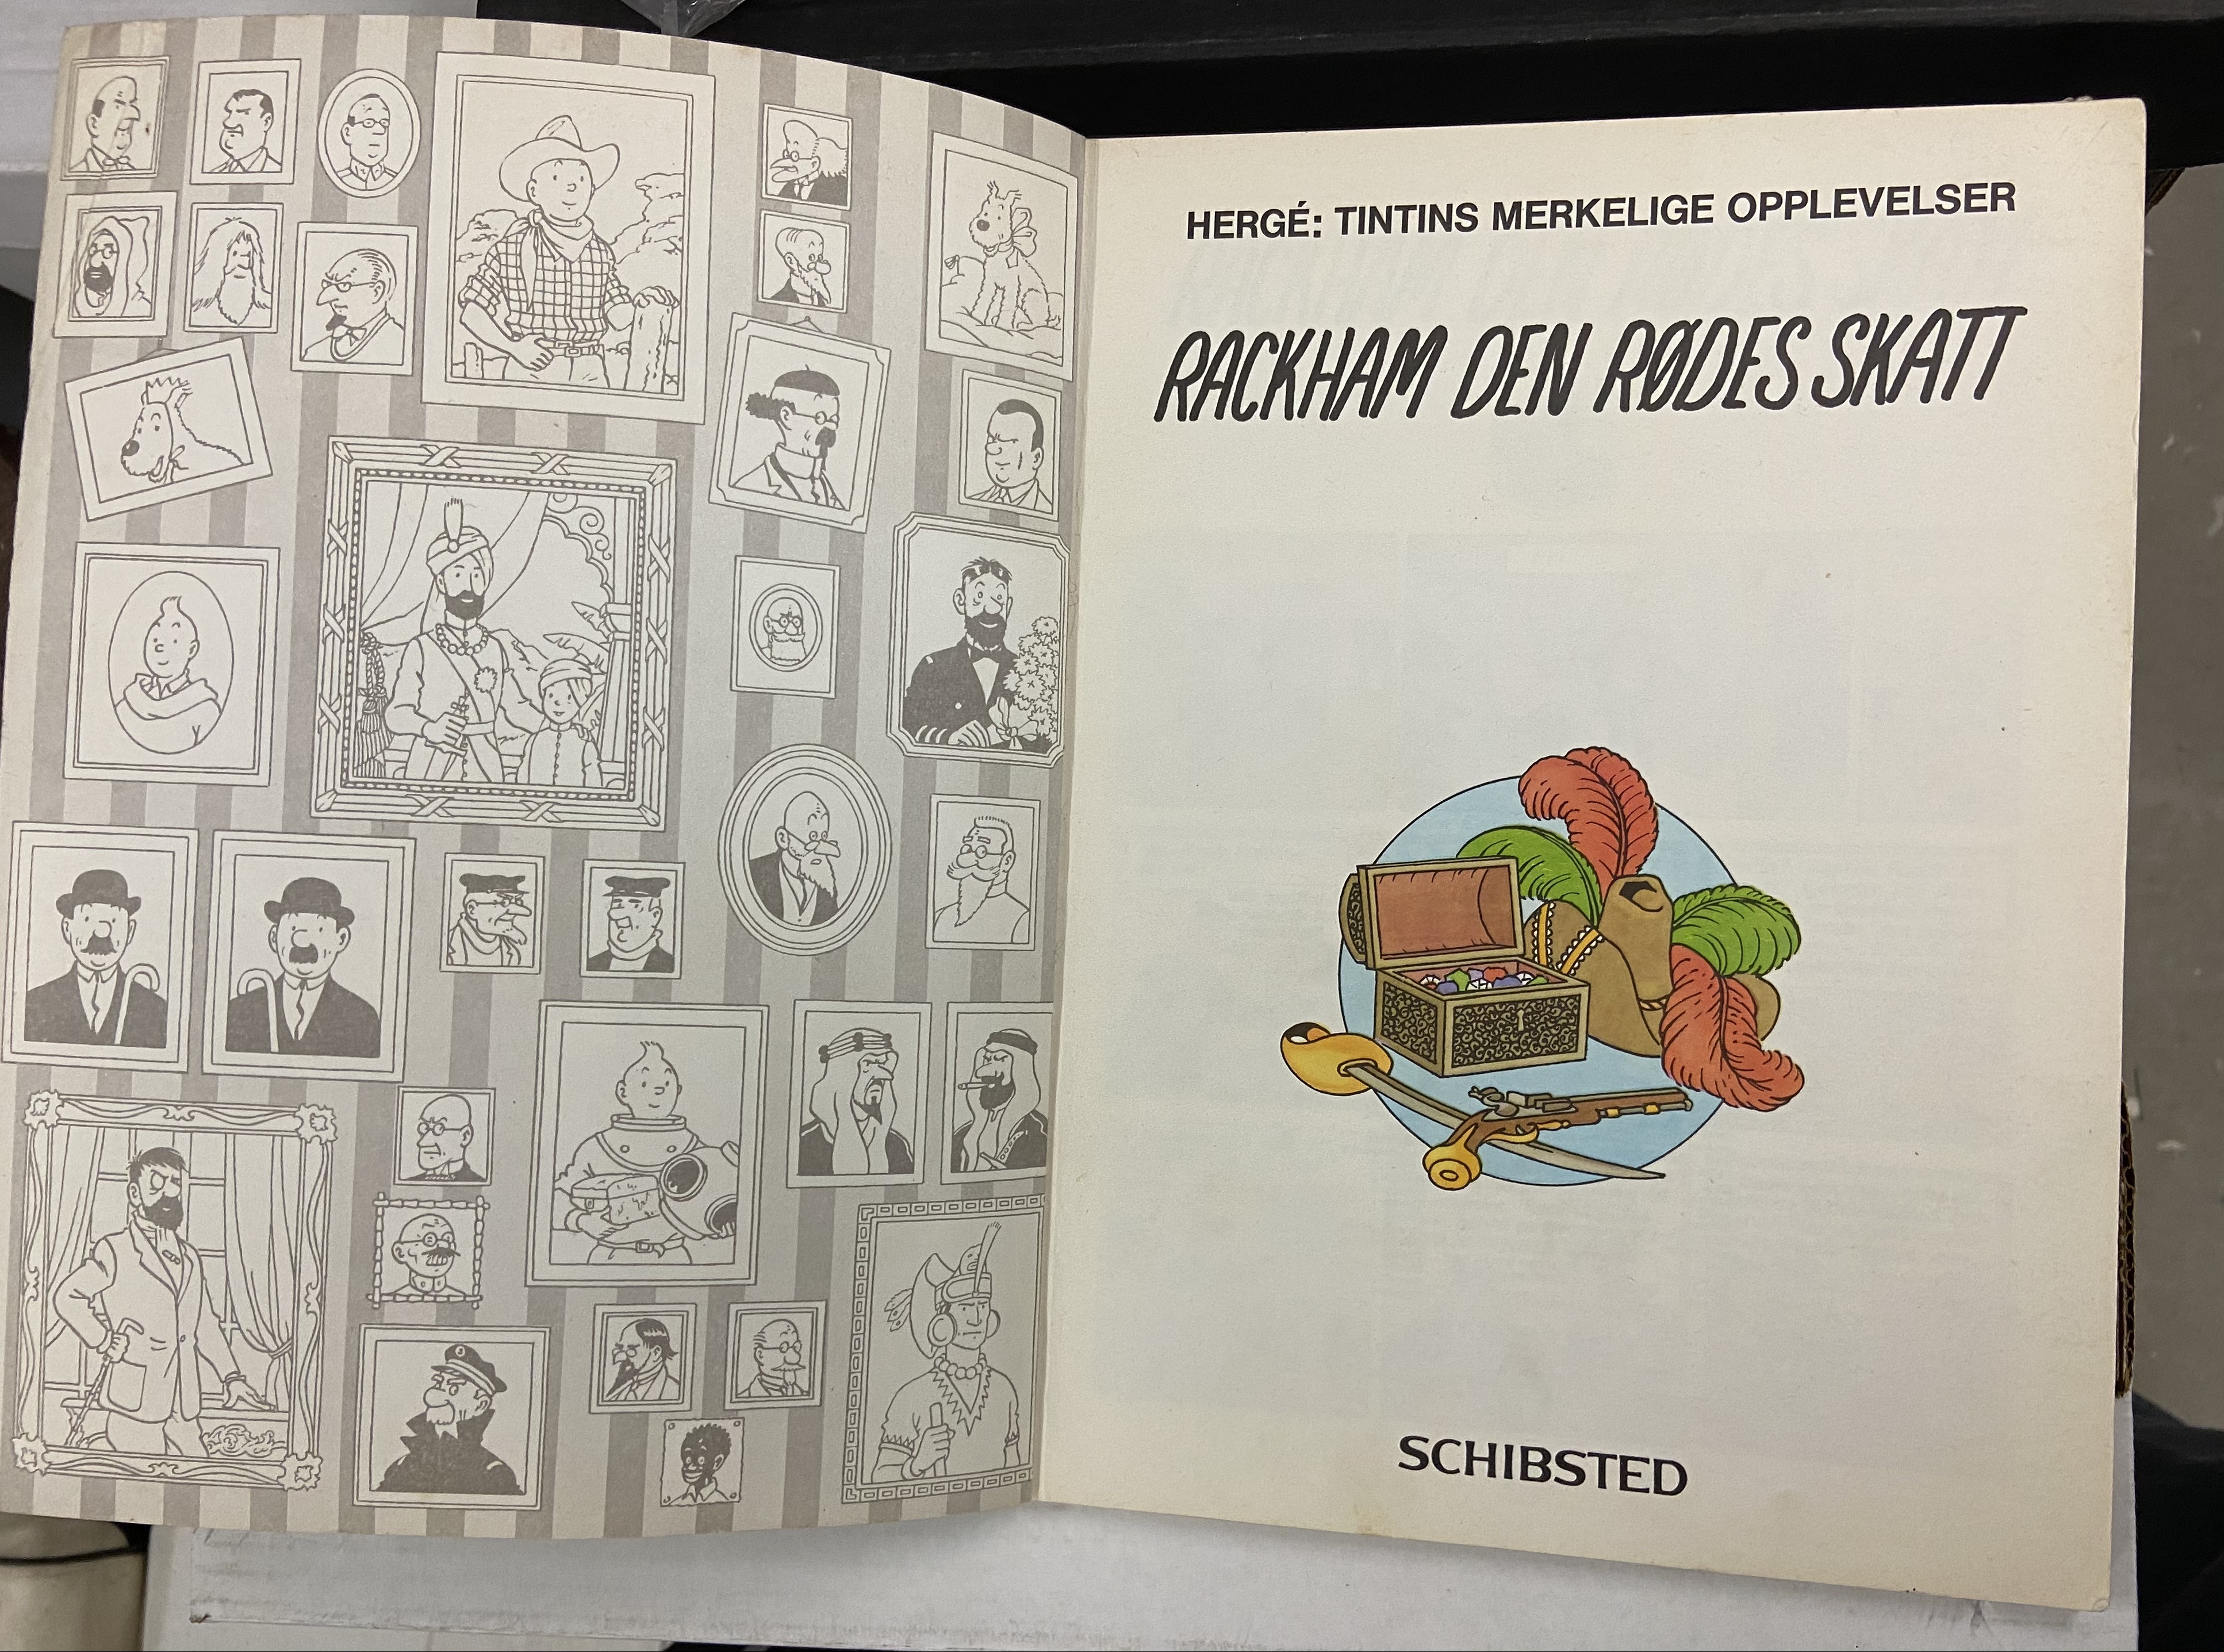 HERGÉ: TINTINS MERKELIGE OPPLEVELSER
RACKHAM DEN RØDES SKATT
SCHIBSTED